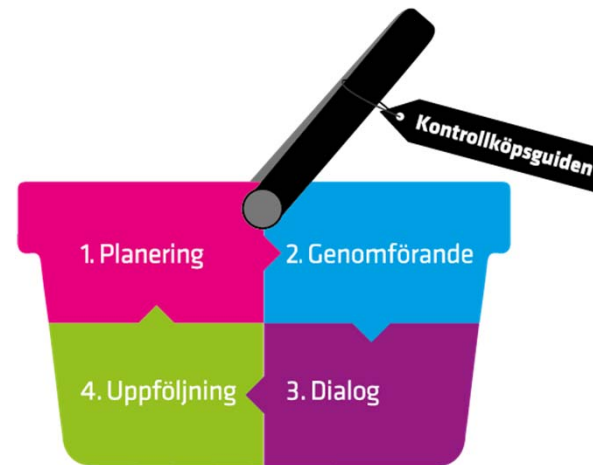 Kontrollköpsguiden
1. Planering
2. Genomförande
4. Uppföljning
3. Dialog